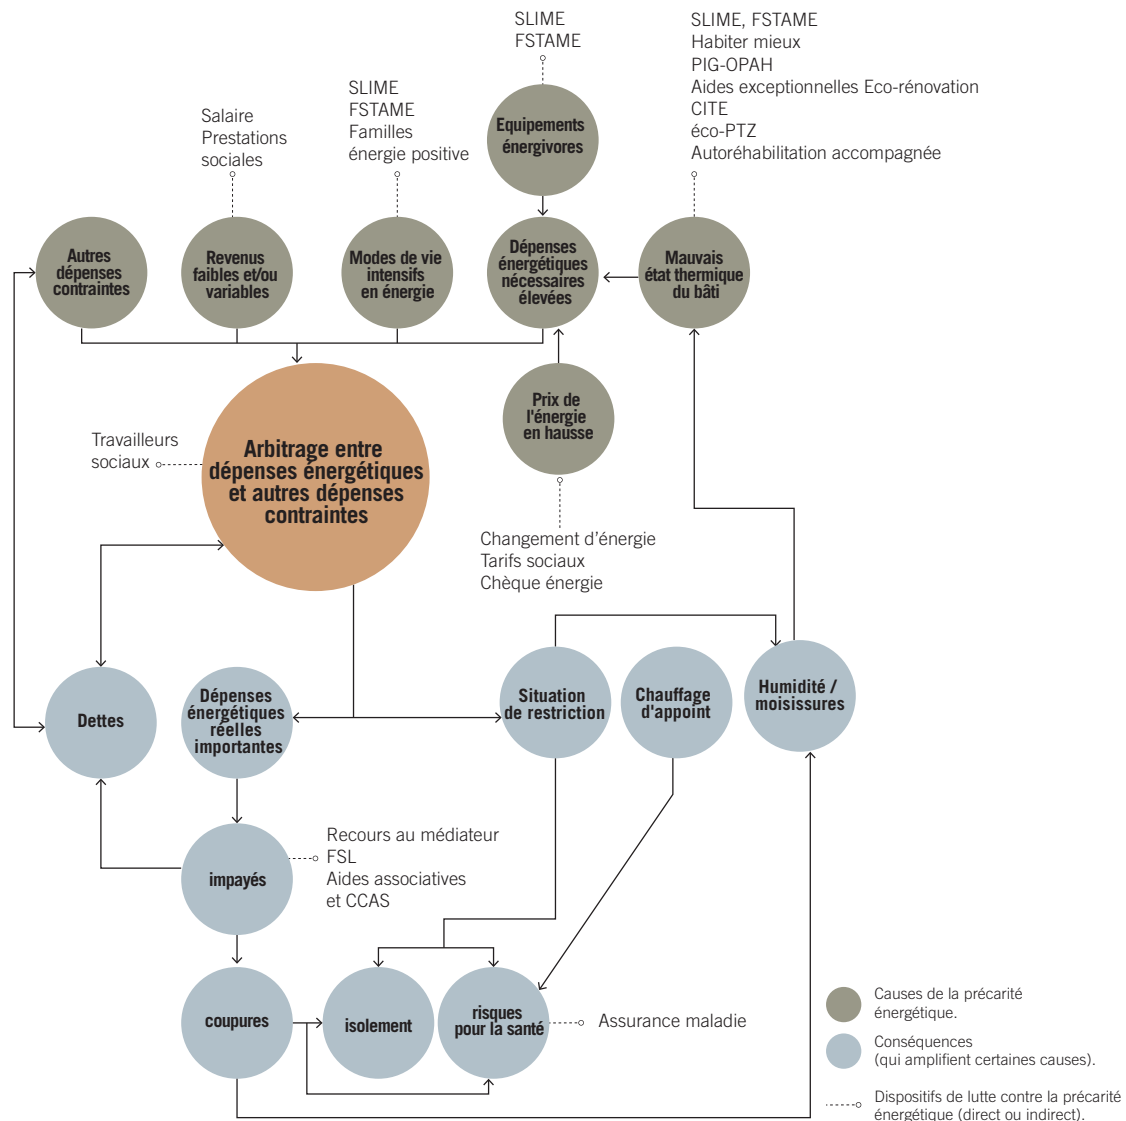 SLIME
FSTAME
SLIME, FSTAME
Habiter mieux
PIG-OPAH
Aides exceptionnelles Eco-rénovation
CITE
éco-PTZ
Autoréhabilitation accompagnée
SLIME
FSTAME
Familles
énergie positive
Salaire
Prestations
sociales
Equipements
énergivores
Autres
dépenses
contraintes
Revenus
faibles et/ou
variables
Modes de vie
intensifs
en énergie
Dépenses
énergétiques
nécessaires
élevées
Mauvais
état thermique
du bâti
Prix de
l'énergie
en hausse
Travailleurs
sociaux
Arbitrage entre
dépenses énergétiques
et autres dépenses
contraintes
Changement d’énergie
Tarifs sociaux
Chèque énergie
Dettes
Dépenses
énergétiques
réelles
importantes
Situation
de restriction
Chauffage
d'appoint
Humidité /
moisissures
impayés
Recours au médiateur
FSL
Aides associatives
et CCAS
coupures
isolement
risques
pour la santé
Assurance maladie
Causes de la précarité
énergétique.
Conséquences
(qui amplifient certaines causes).
Dispositifs de lutte contre la précarité
énergétique (direct ou indirect).